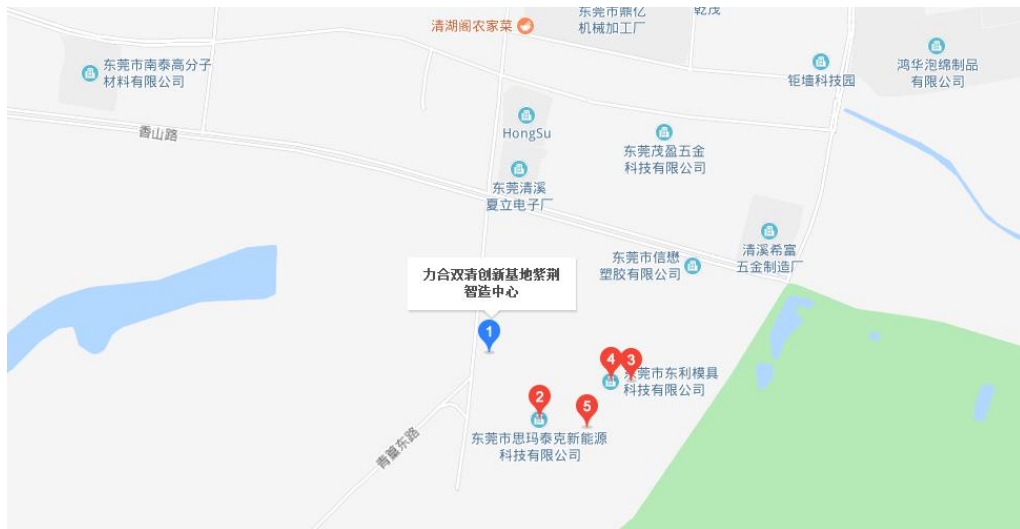 东莞市鼎亿
机械加工厂
乾茂
清湖阁农家菜
东莞市南泰高分子
材料有限公司
钜墙科技园
鸿华泡绵制品
有限公司
香山路
HongSu
东莞茂盈五金
科技有限公司
东莞清溪
夏立电子厂
东莞市信懋
塑胶有限公司
清溪希富
五金制造厂
力合双清创新基地紫荆
智造中心
1
4
3
东莞市东利模具
科技有限公司
2
5
东莞市思玛泰克新能源
科技有限公司
青篁东路